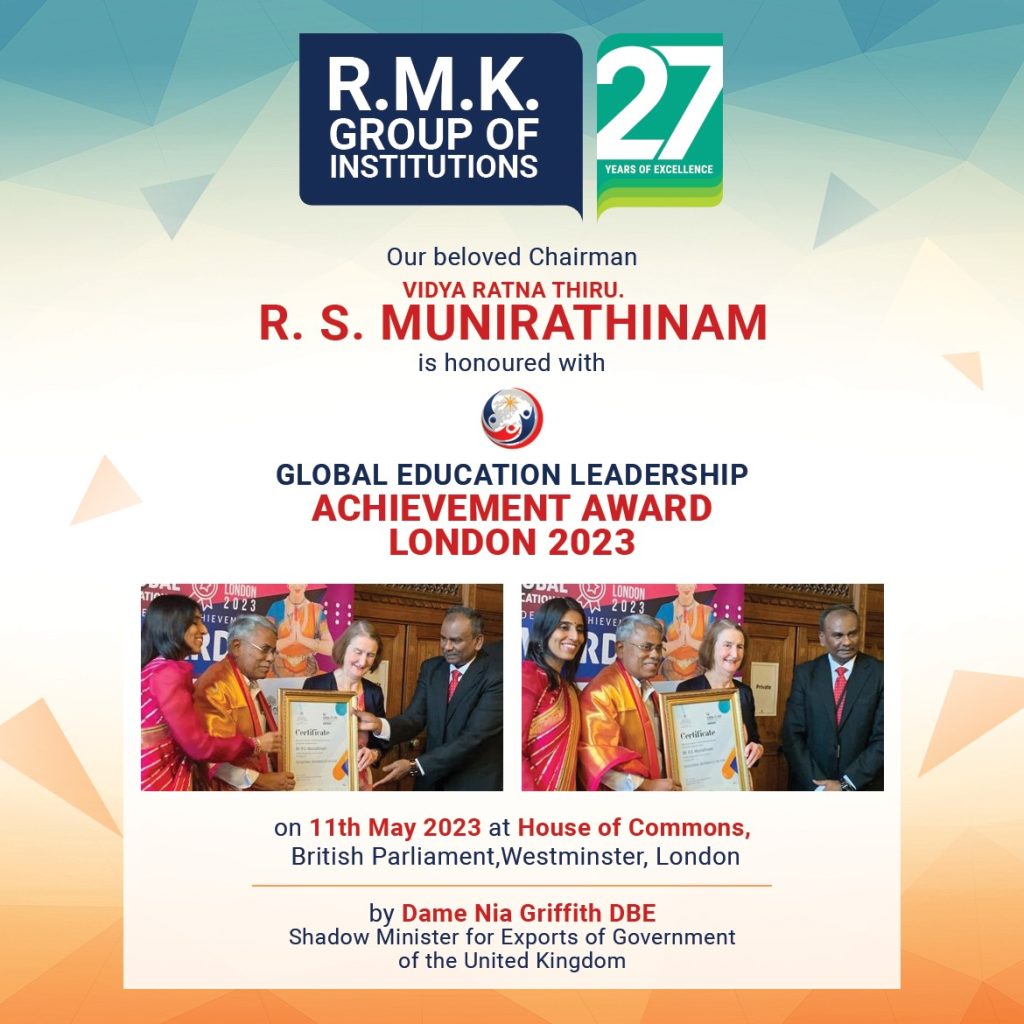 R.M.K.
GROUP OF
INSTITUTIONS
27
YEARS OF EXCELLENCE
Our beloved Chairman
VIDYA RATNA THIRU.
R. S. MUNIRATHINAM
is honoured with
GLOBAL EDUCATION LEADERSHIP
ACHIEVEMENT AWARD
LONDON 2023
LONDON
2023
Certificate
LONDON
2023
Private
Certificate
on 11th May 2023 at House of Commons,
British Parliament,Westminster, London
by Dame Nia Griffith DBE
Shadow Minister for Exports of Government
of the United Kingdom